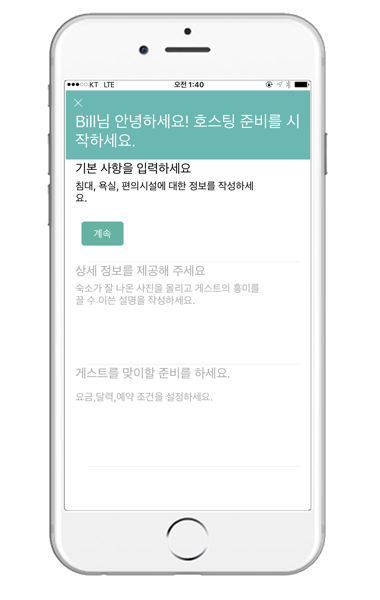 ●●●○○ KT LTE 오전 1:40
Bill님 안녕하세요! 호스팅 준비를 시
작하세요.
기본 사항을 입력하세요
침대, 욕실, 편의시설에 대한 정보를 작성하세
요.
계속
상세 정보를 제공해 주세요
숙소가 잘 나온 사진을 올리고 게스트의 흥미를
끌 수 이쓴 설명을 작성하세요.
게스트를 맞이할 준비를 하세요.
요금,달력,예약 조건을 설정하세요.